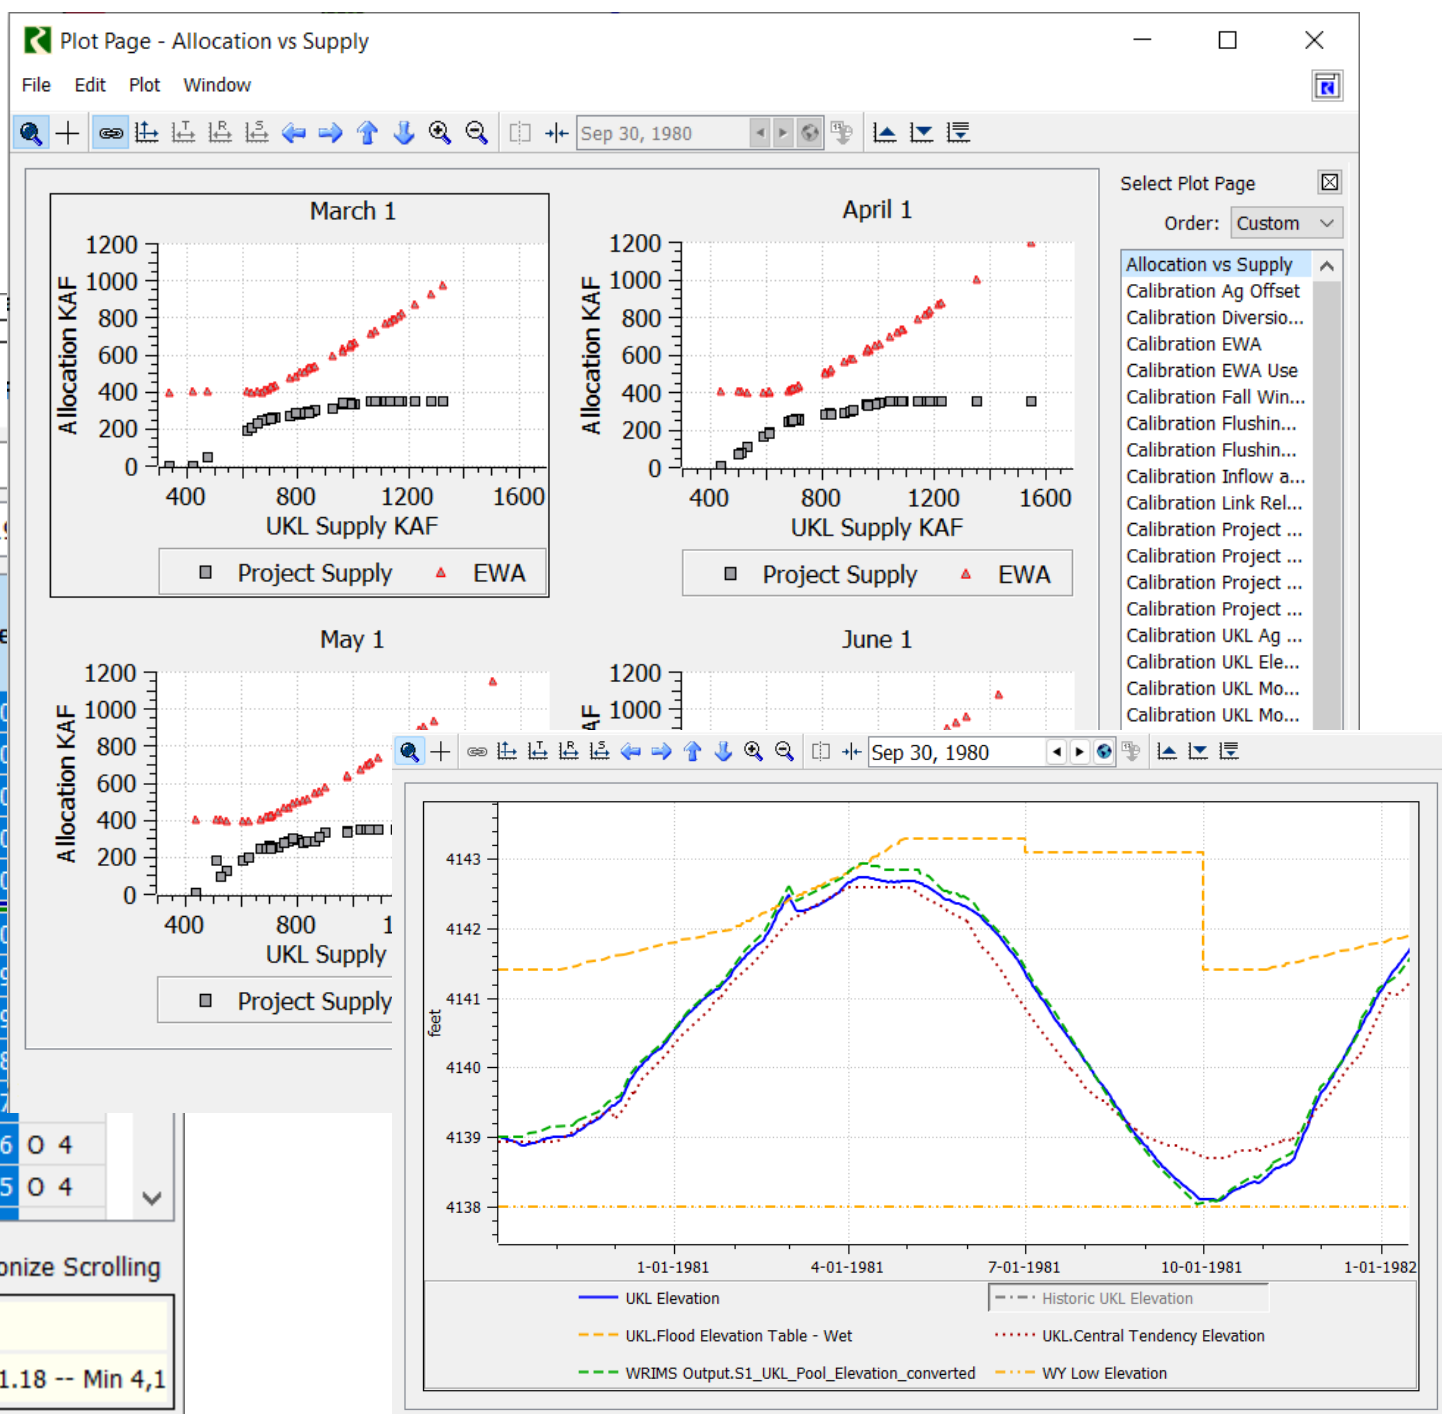 Plot Page - Allocation vs Supply
File Edit Plot Window
Sep 30, 1980
Select Plot Page
Order: Custom
Allocation vs Supply
Calibration Ag Offset
Calibration Diversio...
Calibration EWA
Calibration EWA Use
Calibration Fall Win...
Calibration Flushin...
Calibration Flushin...
Calibration Inflow a...
Calibration Link Rel...
Calibration Project ...
Calibration Project ...
Calibration Project ...
Calibration Project ...
Calibration UKL Ag ...
Calibration UKL Ele...
Calibration UKL Mo...
Calibration UKL Mo...
March 1
Allocation KAF
1200
1000
800
600
400
200
0
400 800 1200 1600
UKL Supply KAF
Project Supply EWA
April 1
Allocation KAF
1200
1000
800
600
400
200
0
400 800 1200 1600
UKL Supply KAF
Project Supply EWA
May 1
Allocation KAF
1200
1000
800
600
400
200
0
400 800 1
UKL Supply
Project Supply
June 1
AF
1200
1000
Sep 30, 1980
feet
4143
4142
4141
4140
4139
4138
1-01-1981 4-01-1981 7-01-1981 10-01-1981 1-01-1982
UKL Elevation
Historic UKL Elevation
UKL.Flood Elevation Table - Wet
UKL.Central Tendency Elevation
WRIMS Output.S1_UKL_Pool_Elevation_converted
WY Low Elevation
6 O 4
5 O 4
onize Scrolling
1.18 -- Min 4,1